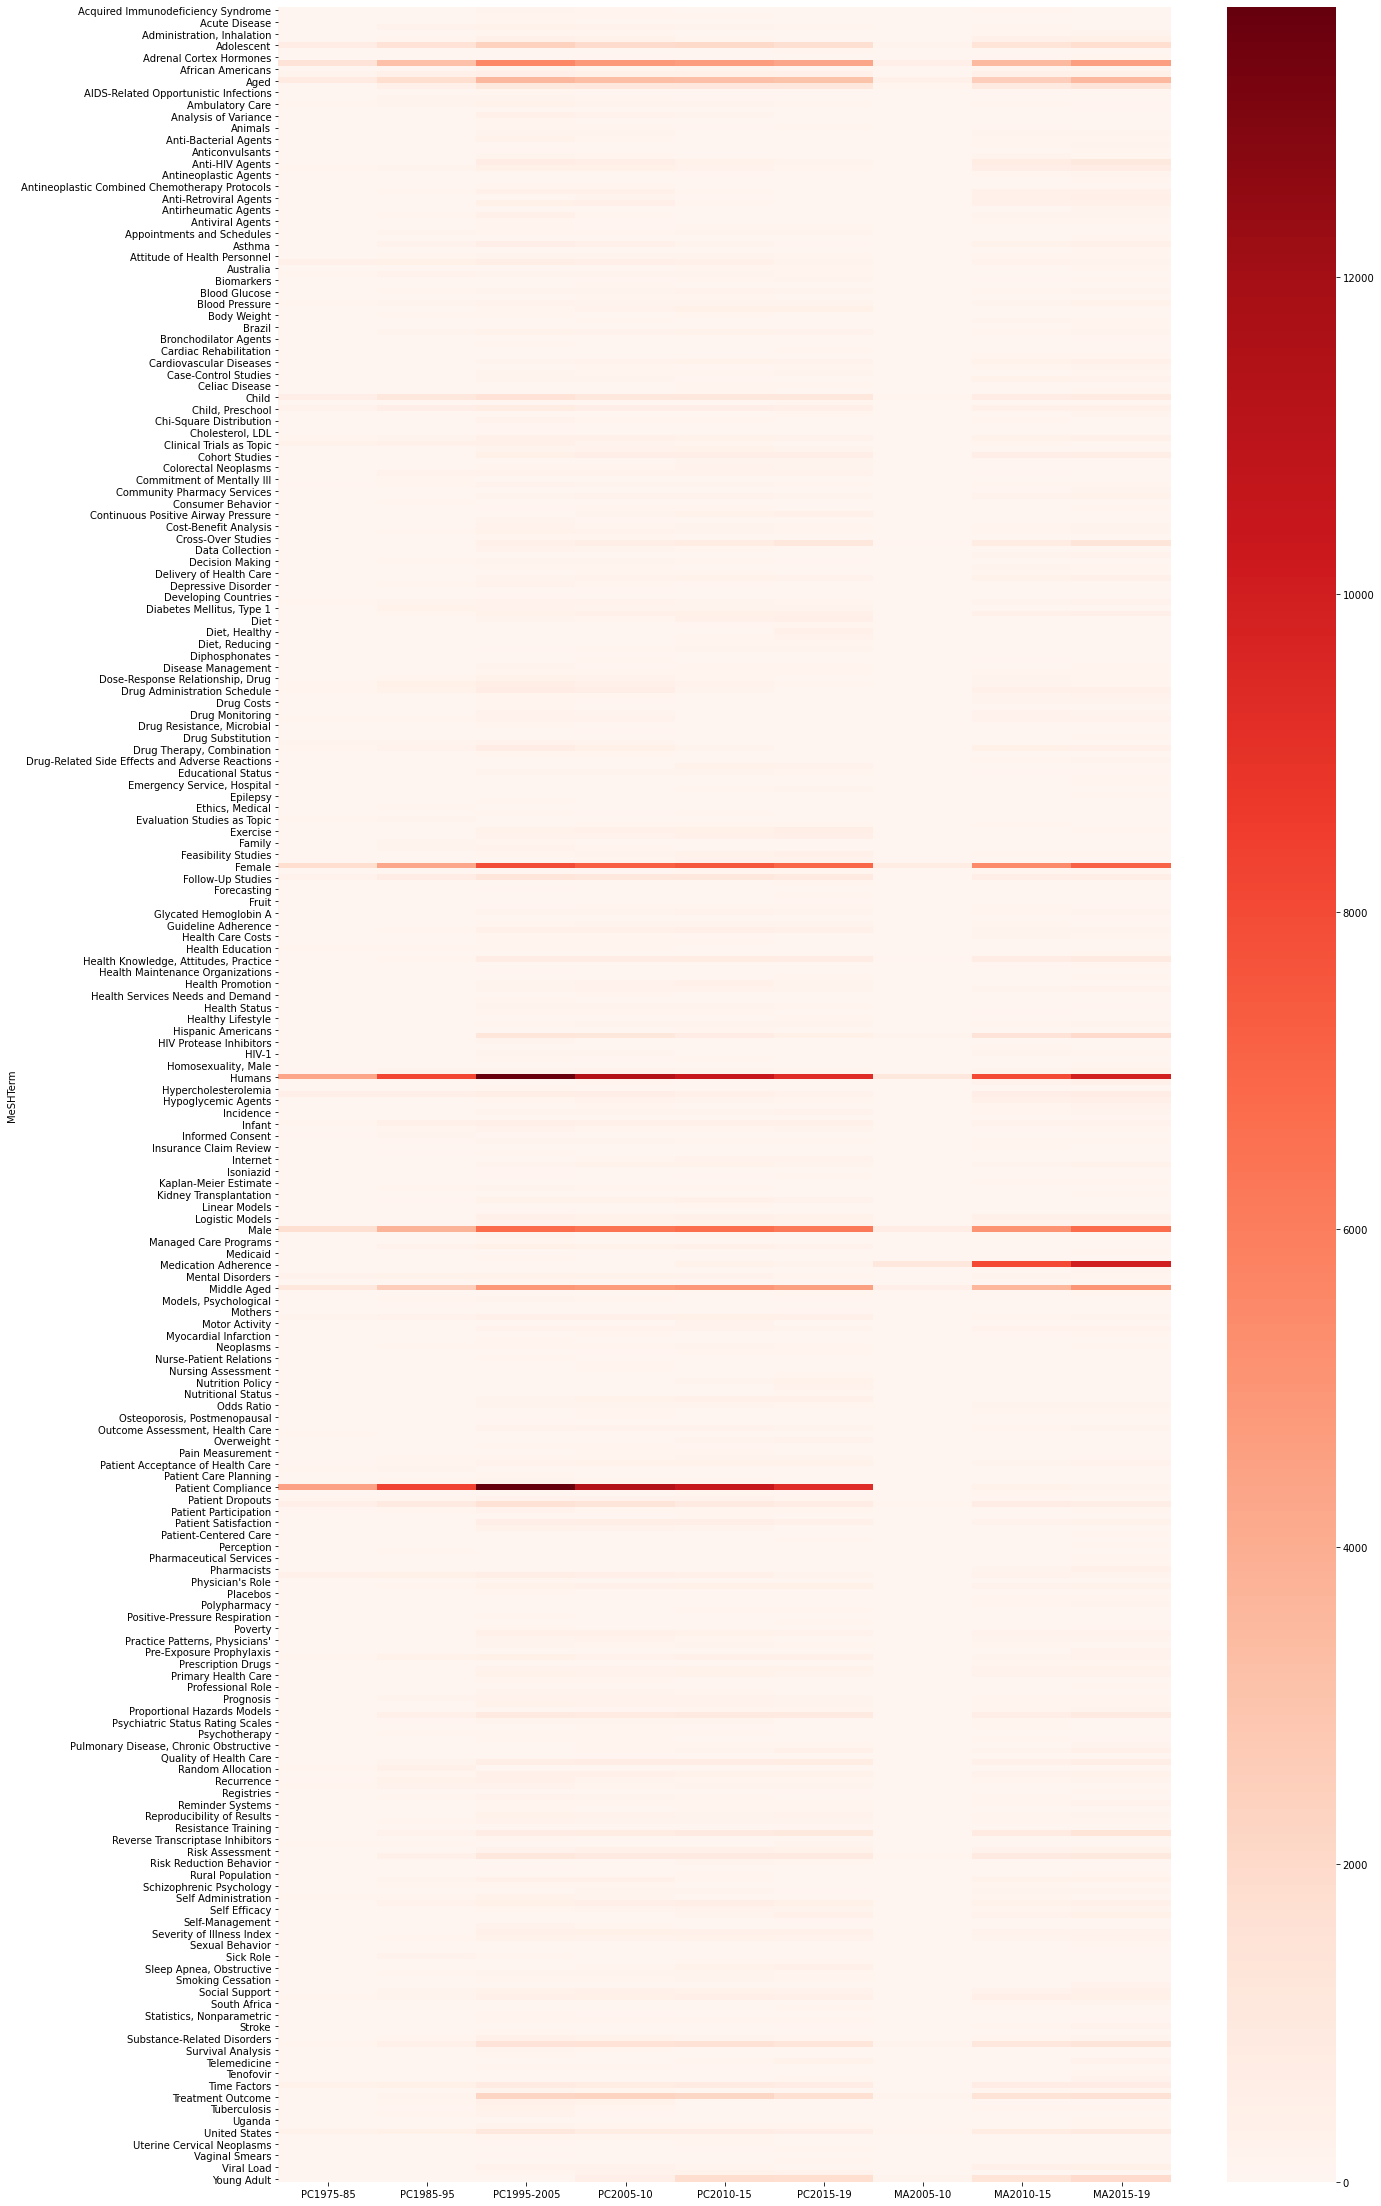 Acquired Immunodeficiency Syndrome
Acute Disease
Administration, Inhalation
Adolescent
Adrenal Cortex Hormones
African Americans
Aged
AIDS-Related Opportunistic Infections
Ambulatory Care
Analysis of Variance
Animals
Anti-Bacterial Agents
Anticonvulsants
Anti-HIV Agents
Antineoplastic Agents
Antineoplastic Combined Chemotherapy Protocols
Anti-Retroviral Agents
Antirheumatic Agents
Antiviral Agents
Appointments and Schedules
Asthma
Attitude of Health Personnel
Australia
Biomarkers
Blood Glucose
Blood Pressure
Body Weight
Brazil
Bronchodilator Agents
Cardiac Rehabilitation
Cardiovascular Diseases
Case-Control Studies
Celiac Disease
Child
Child, Preschool
Chi-Square Distribution
Cholesterol, LDL
Clinical Trials as Topic
Cohort Studies
Colorectal Neoplasms
Commitment of Mentally Ill
Community Pharmacy Services
Consumer Behavior
Continuous Positive Airway Pressure
Cost-Benefit Analysis
Cross-Over Studies
Data Collection
Decision Making
Delivery of Health Care
Depressive Disorder
Developing Countries
Diabetes Mellitus, Type 1
Diet
Diet, Healthy
Diet, Reducing
Diphosphonates
Disease Management
Dose-Response Relationship, Drug
Drug Administration Schedule
Drug Costs
Drug Monitoring
Drug Resistance, Microbial
Drug Substitution
Drug Therapy, Combination
Drug-Related Side Effects and Adverse Reactions
Educational Status
Emergency Service, Hospital
Epilepsy
Ethics, Medical
Evaluation Studies as Topic
Exercise
Family
Feasibility Studies
Female
Follow-Up Studies
Forecasting
Fruit
Glycated Hemoglobin A
Guideline Adherence
Health Care Costs
Health Education
Health Knowledge, Attitudes, Practice
Health Maintenance Organizations
Health Promotion
Health Services Needs and Demand
Health Status
Healthy Lifestyle
Hispanic Americans
HIV Protease Inhibitors
HIV-1
Homosexuality, Male
Humans
Hypercholesterolemia
Hypoglycemic Agents
Incidence
Infant
Informed Consent
Insurance Claim Review
Internet
Isoniazid
Kaplan-Meier Estimate
Kidney Transplantation
Linear Models
Logistic Models
Male
Managed Care Programs
Medicaid
Medication Adherence
Mental Disorders
Middle Aged
Models, Psychological
Mothers
Motor Activity
Myocardial Infarction
Neoplasms
Nurse-Patient Relations
Nursing Assessment
Nutrition Policy
Nutritional Status
Odds Ratio
Osteoporosis, Postmenopausal
Outcome Assessment, Health Care
Overweight
Pain Measurement
Patient Acceptance of Health Care
Patient Care Planning
Patient Compliance
Patient Dropouts
Patient Participation
Patient Satisfaction
Patient-Centered Care
Perception
Pharmaceutical Services
Pharmacists
Physician's Role
Placebos
Polypharmacy
Positive-Pressure Respiration
Poverty
Practice Patterns, Physicians'
Pre-Exposure Prophylaxis
Prescription Drugs
Primary Health Care
Professional Role
Prognosis
Proportional Hazards Models
Psychiatric Status Rating Scales
Psychotherapy
Pulmonary Disease, Chronic Obstructive
Quality of Health Care
Random Allocation
Recurrence
Registries
Reminder Systems
Reproducibility of Results
Resistance Training
Reverse Transcriptase Inhibitors
Risk Assessment
Risk Reduction Behavior
Rural Population
Schizophrenic Psychology
Self Administration
Self Efficacy
Self-Management
Severity of Illness Index
Sexual Behavior
Sick Role
Sleep Apnea, Obstructive
Smoking Cessation
Social Support
South Africa
Statistics, Nonparametric
Stroke
Substance-Related Disorders
Survival Analysis
Telemedicine
Tenofovir
Time Factors
Treatment Outcome
Tuberculosis
Uganda
United States
Uterine Cervical Neoplasms
Vaginal Smears
Viral Load
Young Adult
MeSHTerm
PC1975-85 PC1985-95 PC1995-2005 PC2005-10 PC2010-15 PC2015-19 MA2005-10 MA2010-15 MA2015-19
12000
10000
8000
6000
4000
2000
0